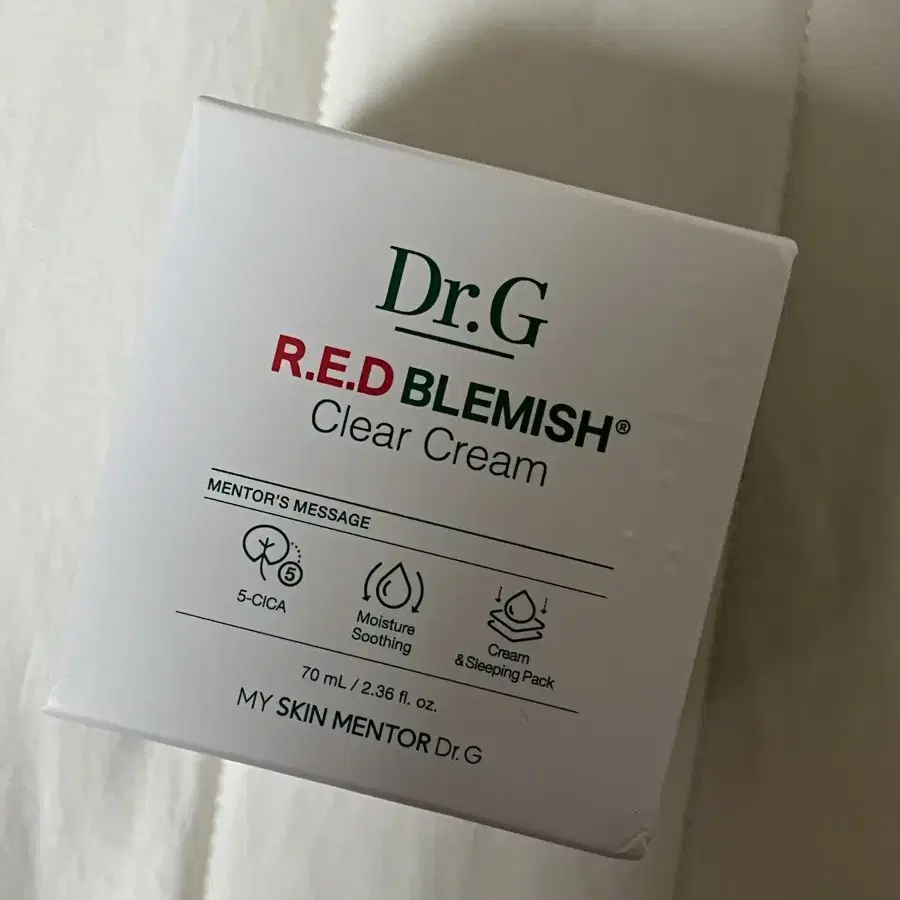 Dr.G
R.E.D BLEMISH®
Clear Cream
MENTOR'S MESSAGE
5
5-CICA
Moisture
Soothing
Cream
& Sleeping Pack
70 mL / 2.36 fl. oz.
MY SKIN MENTOR Dr.G